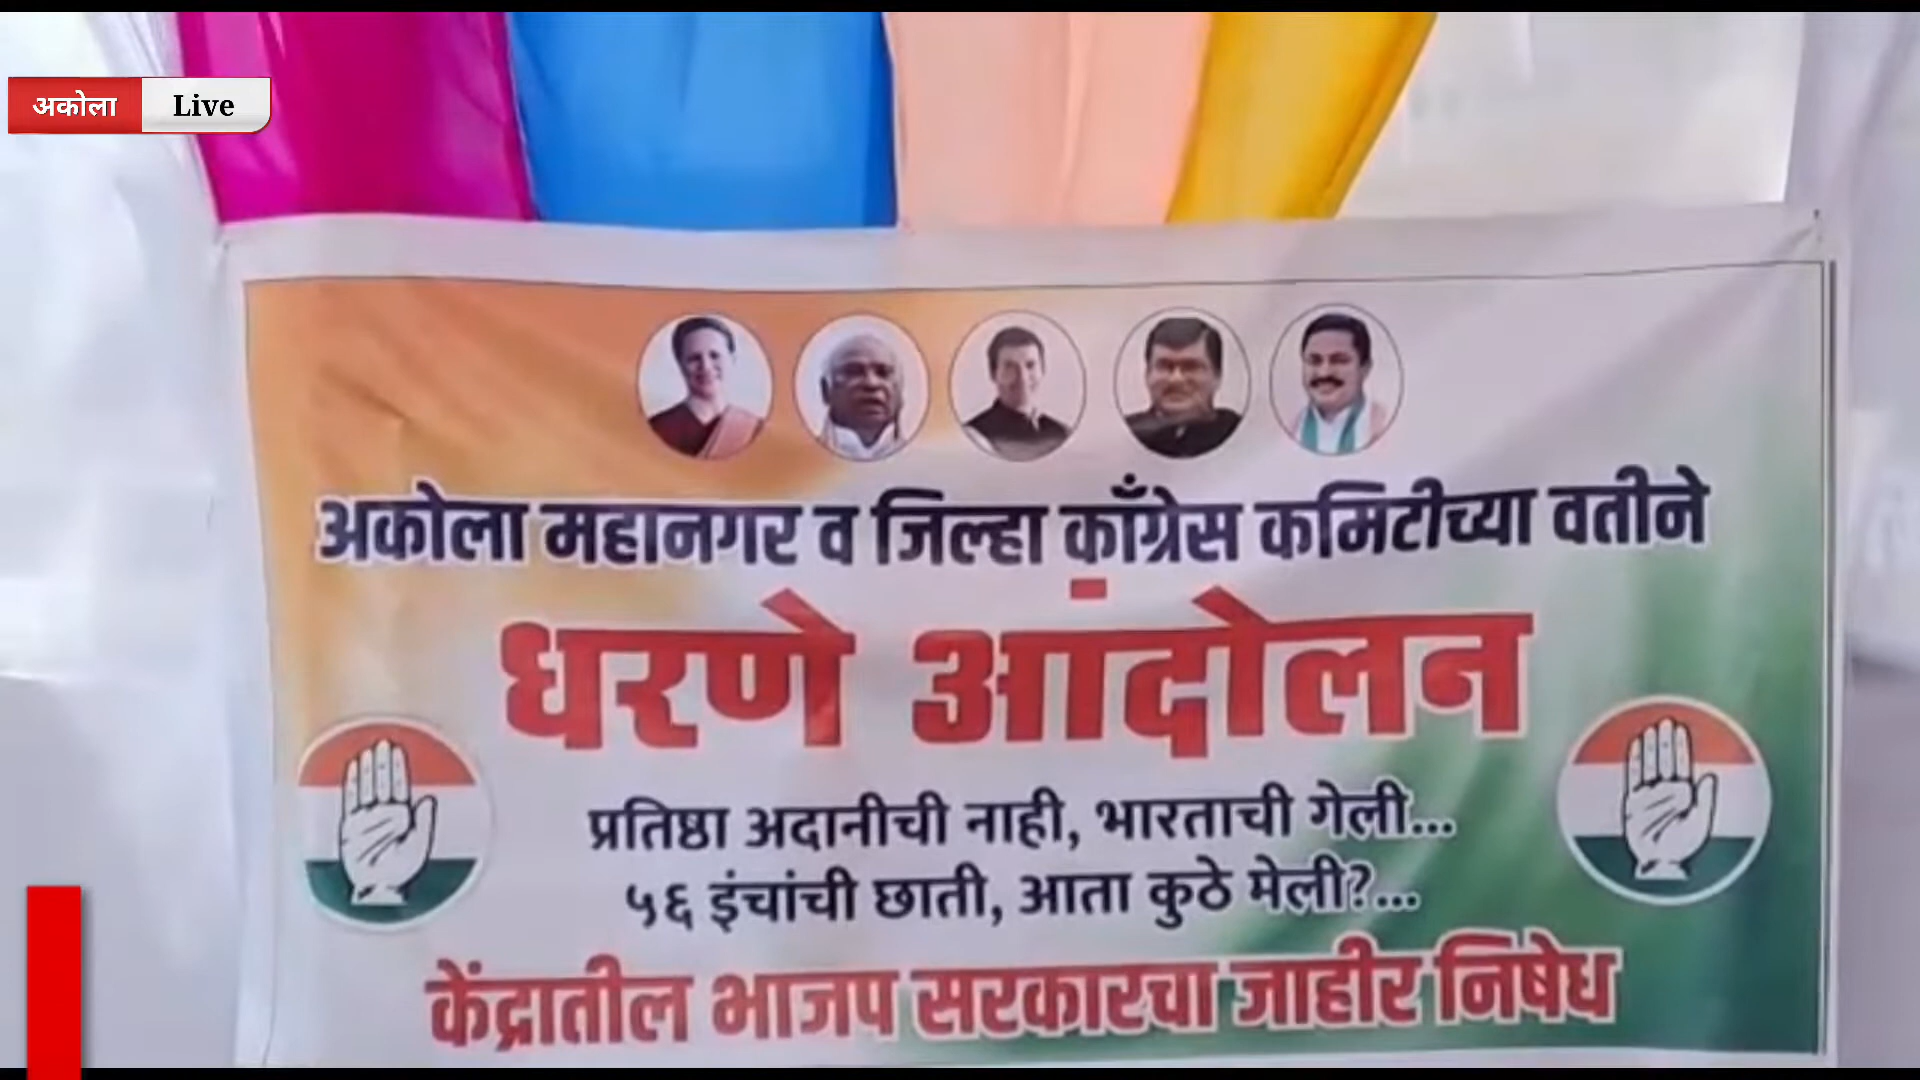 अकोला Live
अकोला महानगर व जिल्हा काँग्रेस कमिटीच्या वतीने
धरणे आंदोलन
प्रतिष्ठा अदानीची नाही, भारताची गेली...
५६ इंचांची छाती, आता कुठे मेली?...
केंद्रातील भाजप सरकारचा जाहीर निषेध